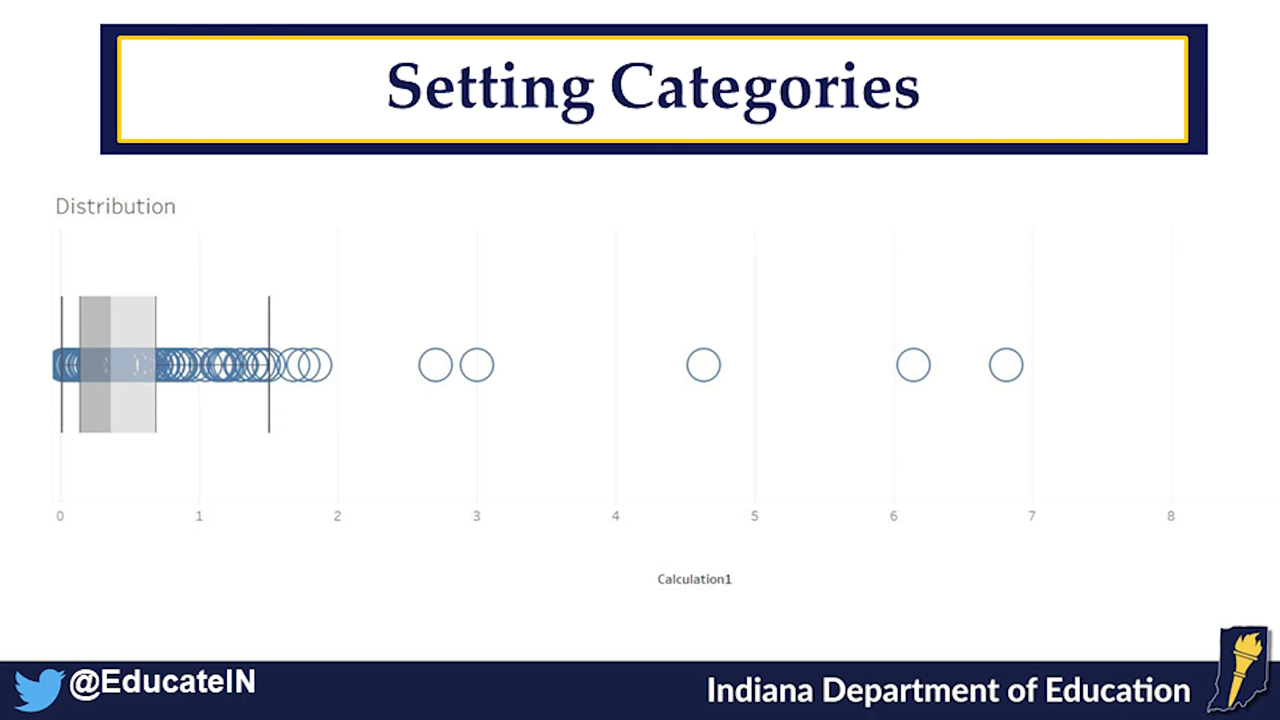 Setting Categories
Distribution
0 1 2 3 4 5 6 7 8
Calculation1
@EducateIN
Indiana Department of Education